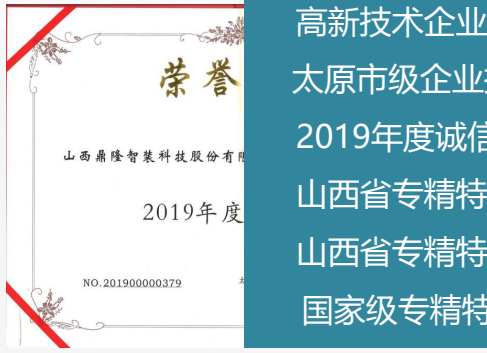 荣誉
山西鼎隆智装科技股份有限
2019年度
NO.201900000379
高新技术企业
太原市级企业
2019年度诚信
山西省专精特
山西省专精特
国家级专精特